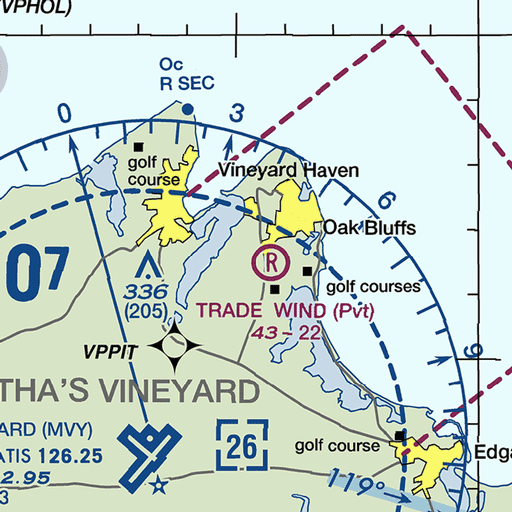 VPHOL)
Oc
R SEC
0
3
golf
course
Vineyard Haven
6
Oak Bluffs
07
R
336
(205)
golf courses
TRADE WIND (Pvt)
43 - 22
VPPIT
9
THA'S VINEYARD
ARD (MVY)
ATIS 126.25
2.95
3
26
golf course
Edga
119°